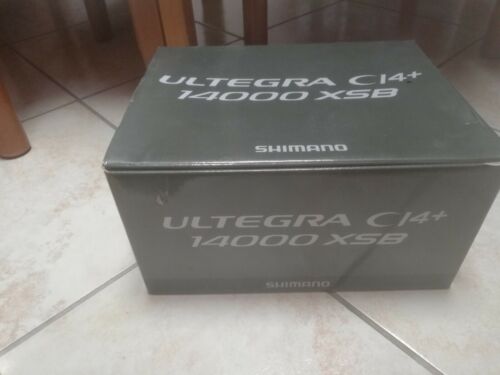 ULTEGRA CI4+
14000 XSB
SHIMANO
ULTEGRA CI4+
14000 XSB
SHIMANO